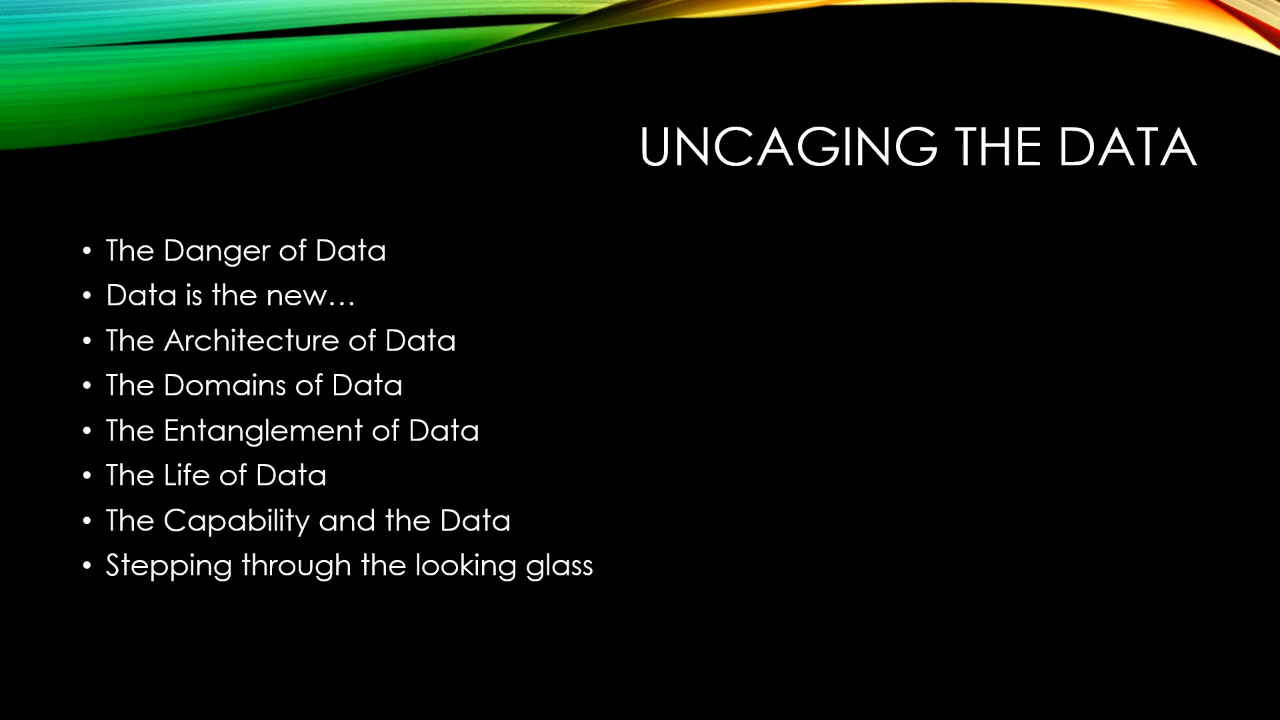 UNCAGING THE DATA
• The Danger of Data
• Data is the new…
• The Architecture of Data
• The Domains of Data
• The Entanglement of Data
• The Life of Data
• The Capability and the Data
• Stepping through the looking glass